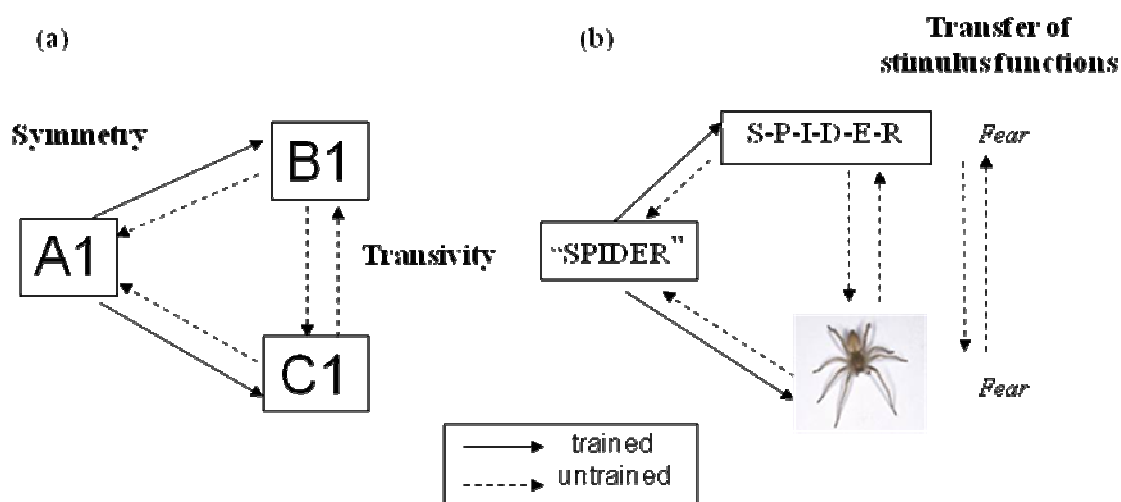 (a)
Symmetry
A1
B1
C1
Transivity
(b)
Transfer of
stimulus functions
S-P-I-D-E-R
“SPIDER”
Fear
Fear
trained
untrained